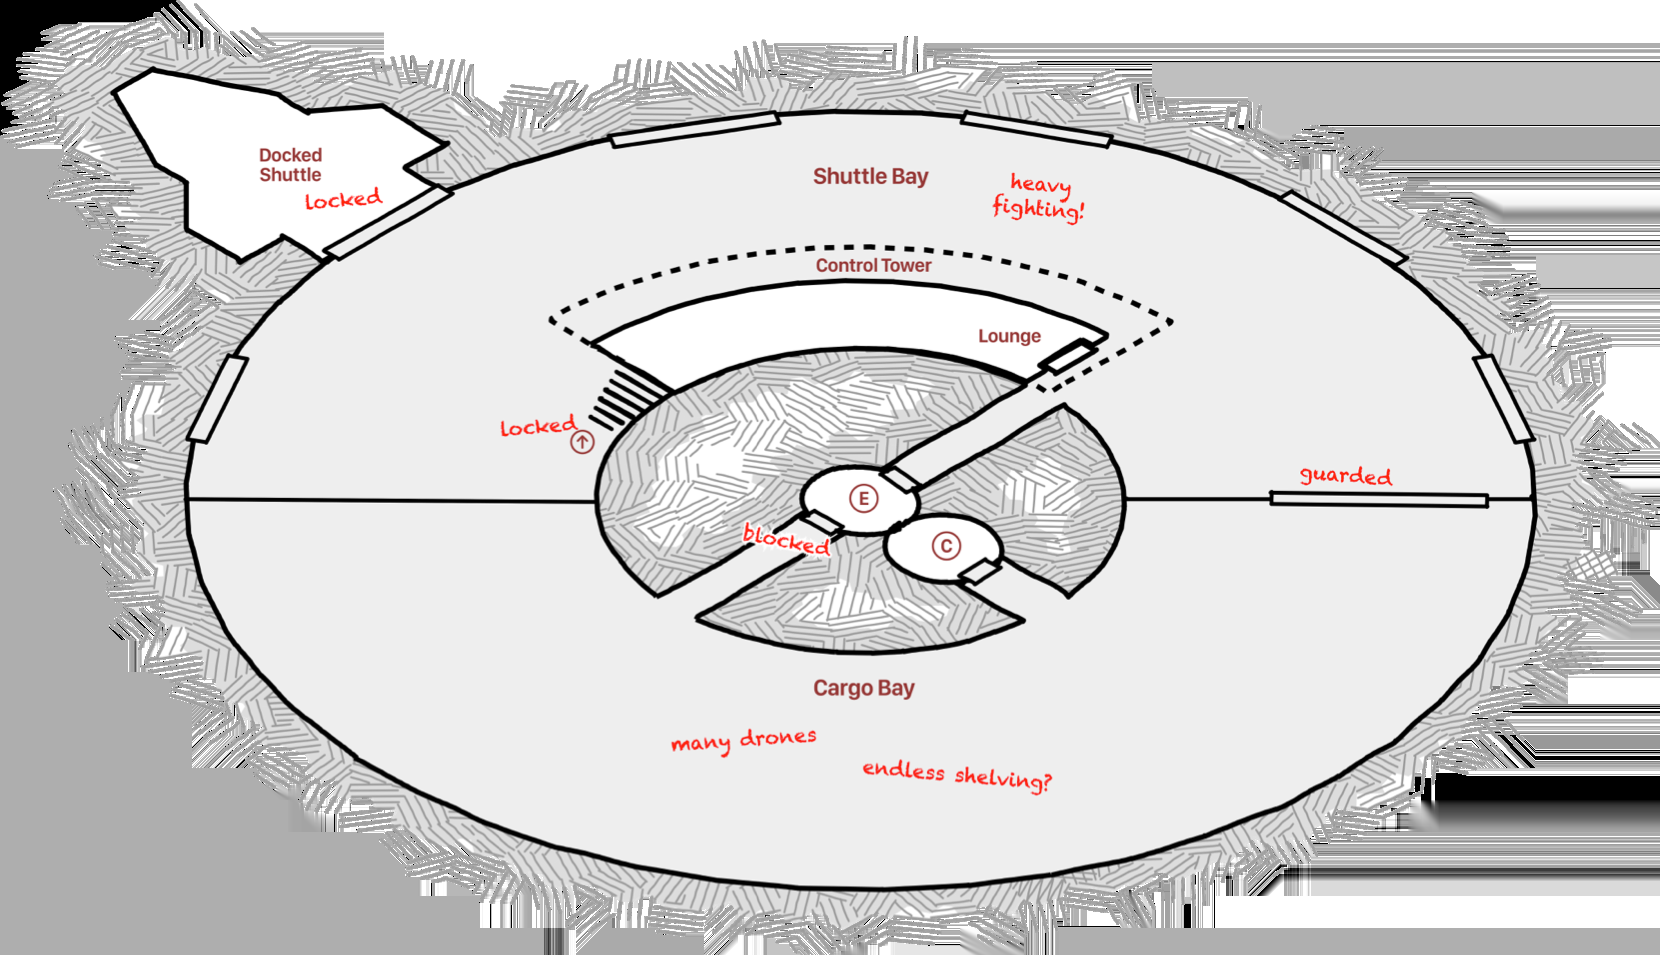 Docked
Shuttle
locked
Shuttle Bay
heavy
fighting!
Control Tower
Lounge
locked
↑
guarded
E
blocked
C
Cargo Bay
many drones
endless shelving?